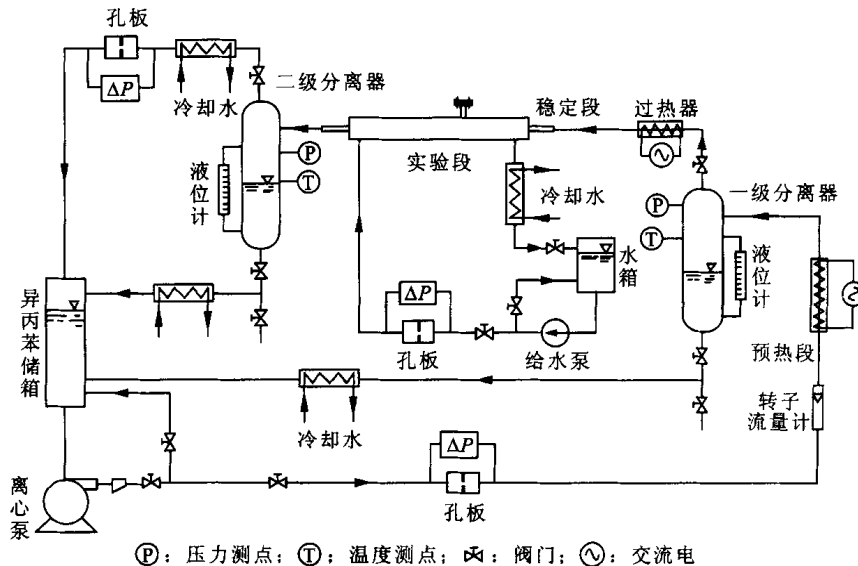 孔板
ΔP
冷却水
二级分离器
稳定段
过热器
实验段
P
T
液位计
冷却水
一级分离器
P
T
水箱
液位计
异丙苯储箱
ΔP
孔板
给水泵
预热段
冷却水
转子
流量计
ΔP
离心泵
孔板
Ⓟ：压力测点；Ⓣ：温度测点；：阀门；：交流电